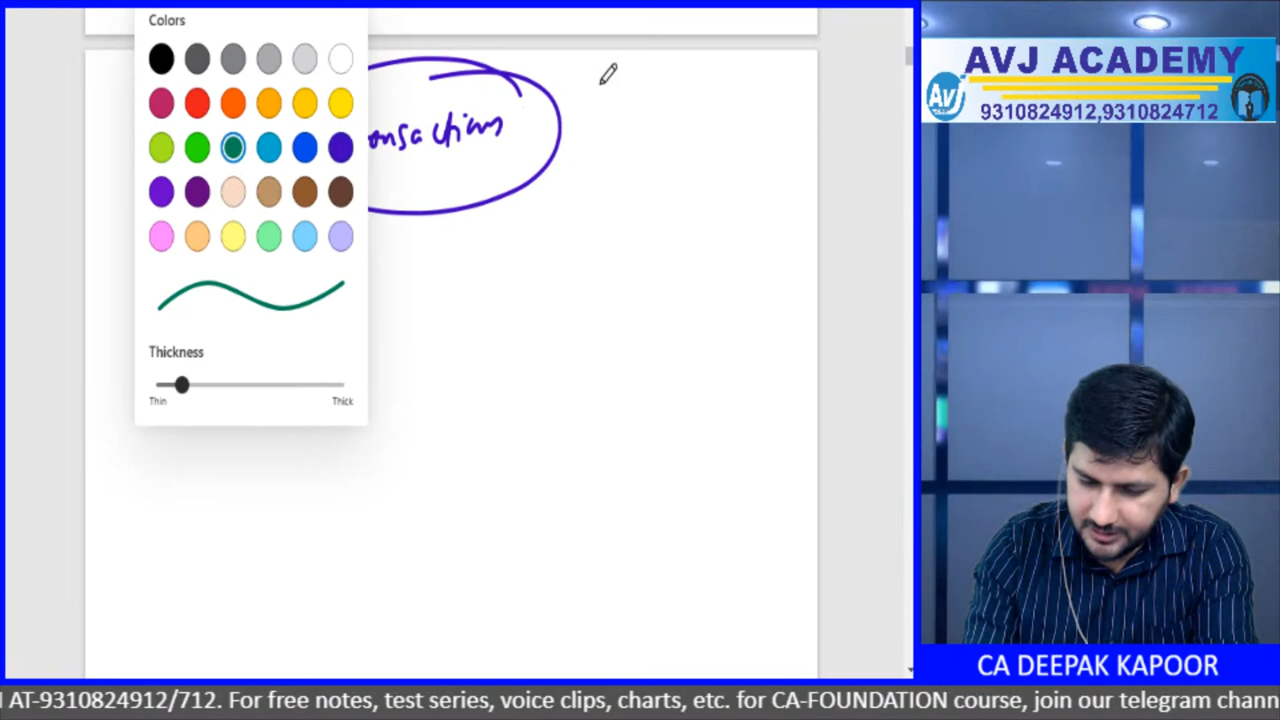 Colors
AVJ ACADEMY
AV
9310824912,9310824712
Thickness
Thin
Thick
CA DEEPAK KAPOOR
AT-9310824912/712. For free notes, test series, voice clips, charts, etc. for CA-FOUNDATION course, join our telegram chann